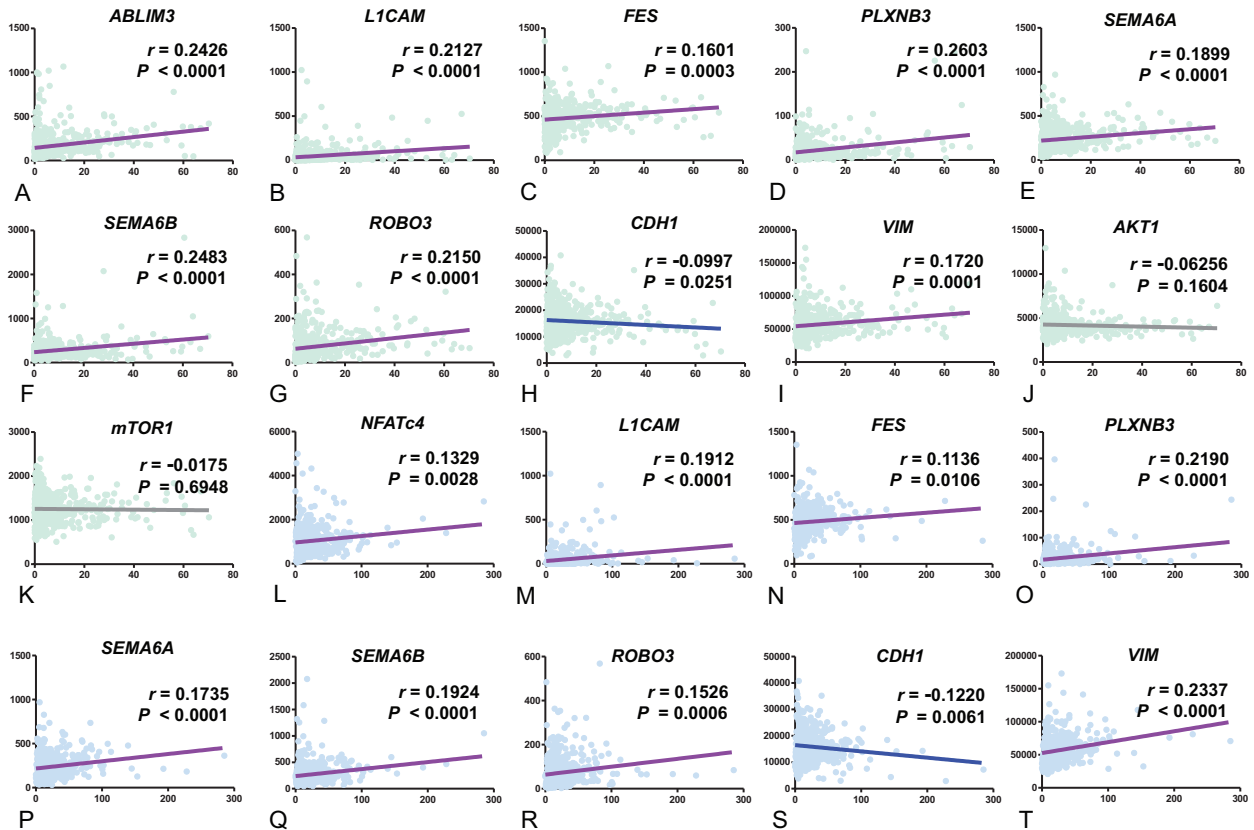 ABLIM3
r = 0.2426
P < 0.0001
1500
1000
500
0
0 20 40 60 80
A
L1CAM
r = 0.2127
P < 0.0001
1500
1000
500
0
0 20 40 60 80
B
FES
r = 0.1601
P = 0.0003
1500
1000
500
0
0 20 40 60 80
C
PLXNB3
r = 0.2603
P < 0.0001
300
200
100
0
0 20 40 60 80
D
SEMA6A
r = 0.1899
P < 0.0001
1500
1000
500
0
0 20 40 60 80
E
SEMA6B
r = 0.2483
P < 0.0001
3000
2000
1000
0
0 20 40 60 80
F
ROBO3
r = 0.2150
P < 0.0001
600
400
200
0
0 20 40 60 80
G
CDH1
r = -0.0997
P = 0.0251
50000
40000
30000
20000
10000
0
0 20 40 60 80
H
VIM
r = 0.1720
P = 0.0001
200000
150000
100000
50000
0
0 20 40 60 80
I
AKT1
r = -0.06256
P = 0.1604
15000
10000
5000
0
0 20 40 60 80
J
mTOR1
r = -0.0175
P = 0.6948
3000
2000
1000
0
0 20 40 60 80
K
NFATc4
r = 0.1329
P = 0.0028
6000
4000
2000
0
0 100 200 300
L
L1CAM
r = 0.1912
P < 0.0001
1500
1000
500
0
0 100 200 300
M
FES
r = 0.1136
P = 0.0106
1500
1000
500
0
0 100 200 300
N
PLXNB3
r = 0.2190
P < 0.0001
500
400
300
200
100
0
0 100 200 300
O
SEMA6A
r = 0.1735
P < 0.0001
1500
1000
500
0
0 100 200 300
P
SEMA6B
r = 0.1924
P < 0.0001
2500
2000
1500
1000
500
0
0 100 200 300
Q
ROBO3
r = 0.1526
P = 0.0006
600
400
200
0
0 100 200 300
R
CDH1
r = -0.1220
P = 0.0061
50000
40000
30000
20000
10000
0
0 100 200 300
S
VIM
r = 0.2337
P < 0.0001
200000
150000
100000
50000
0
0 100 200 300
T